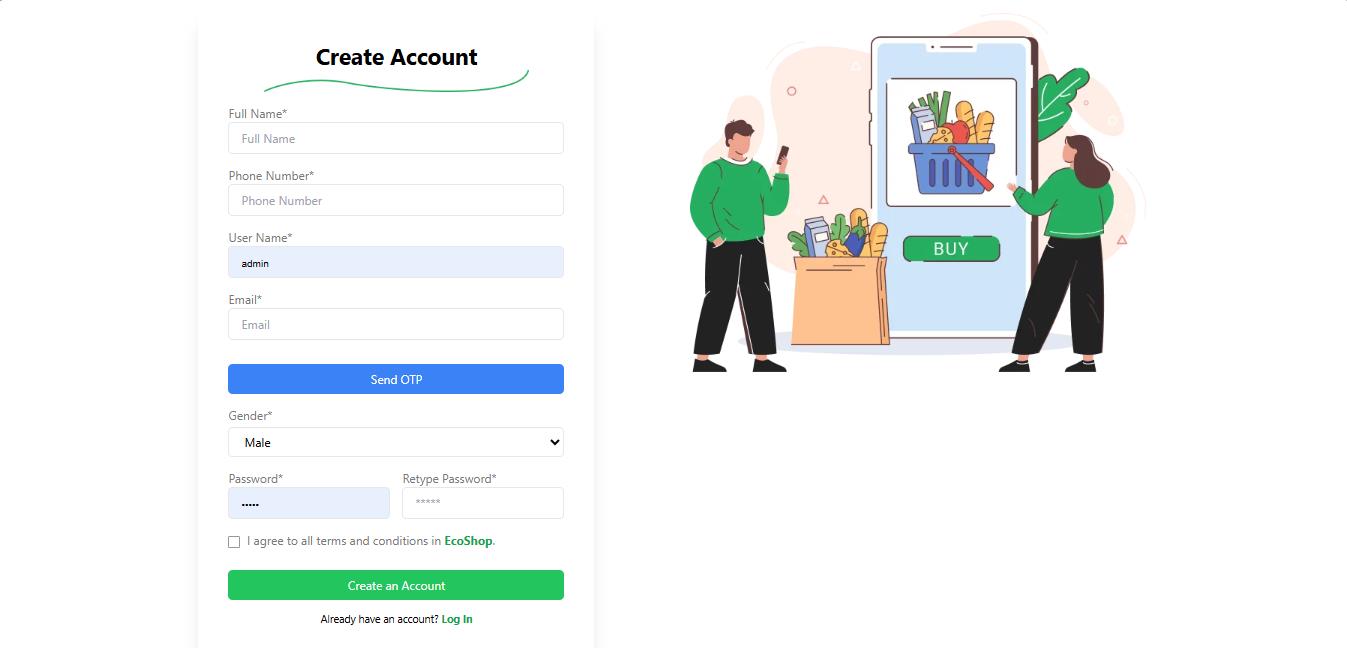 Create Account
Full Name*
Full Name
Phone Number*
Phone Number
User Name*
admin
Email*
Email
Send OTP
Gender*
Male
Password* Retype Password*
••••• *****
I agree to all terms and conditions in EcoShop.
Create an Account
Already have an account? Log In
BUY